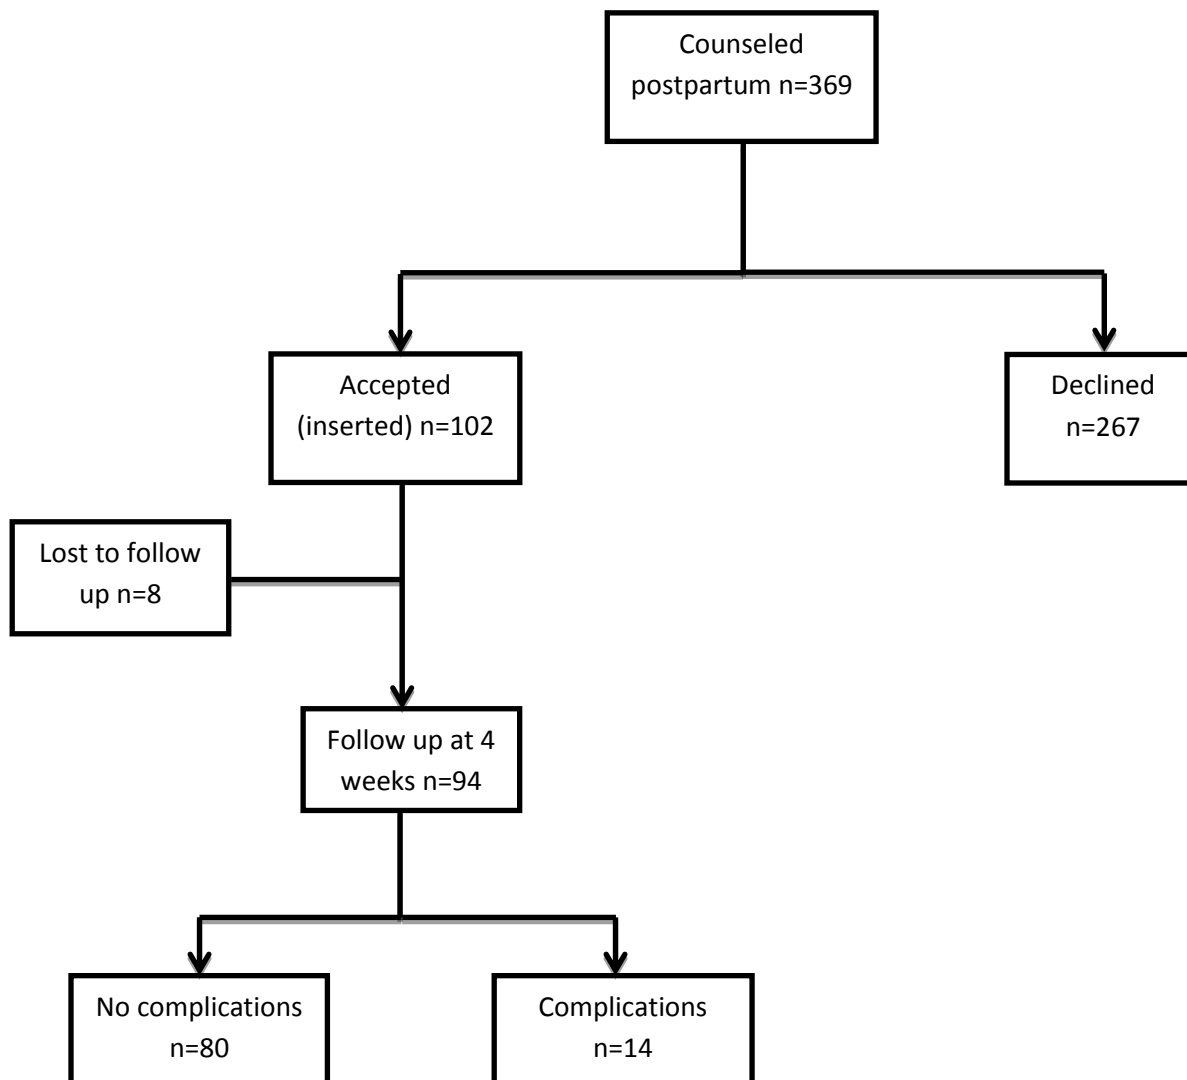 Counseled
postpartum n=369
Accepted
(inserted) n=102
Declined
n=267
Lost to follow
up n=8
Follow up at 4
weeks n=94
No complications
n=80
Complications
n=14